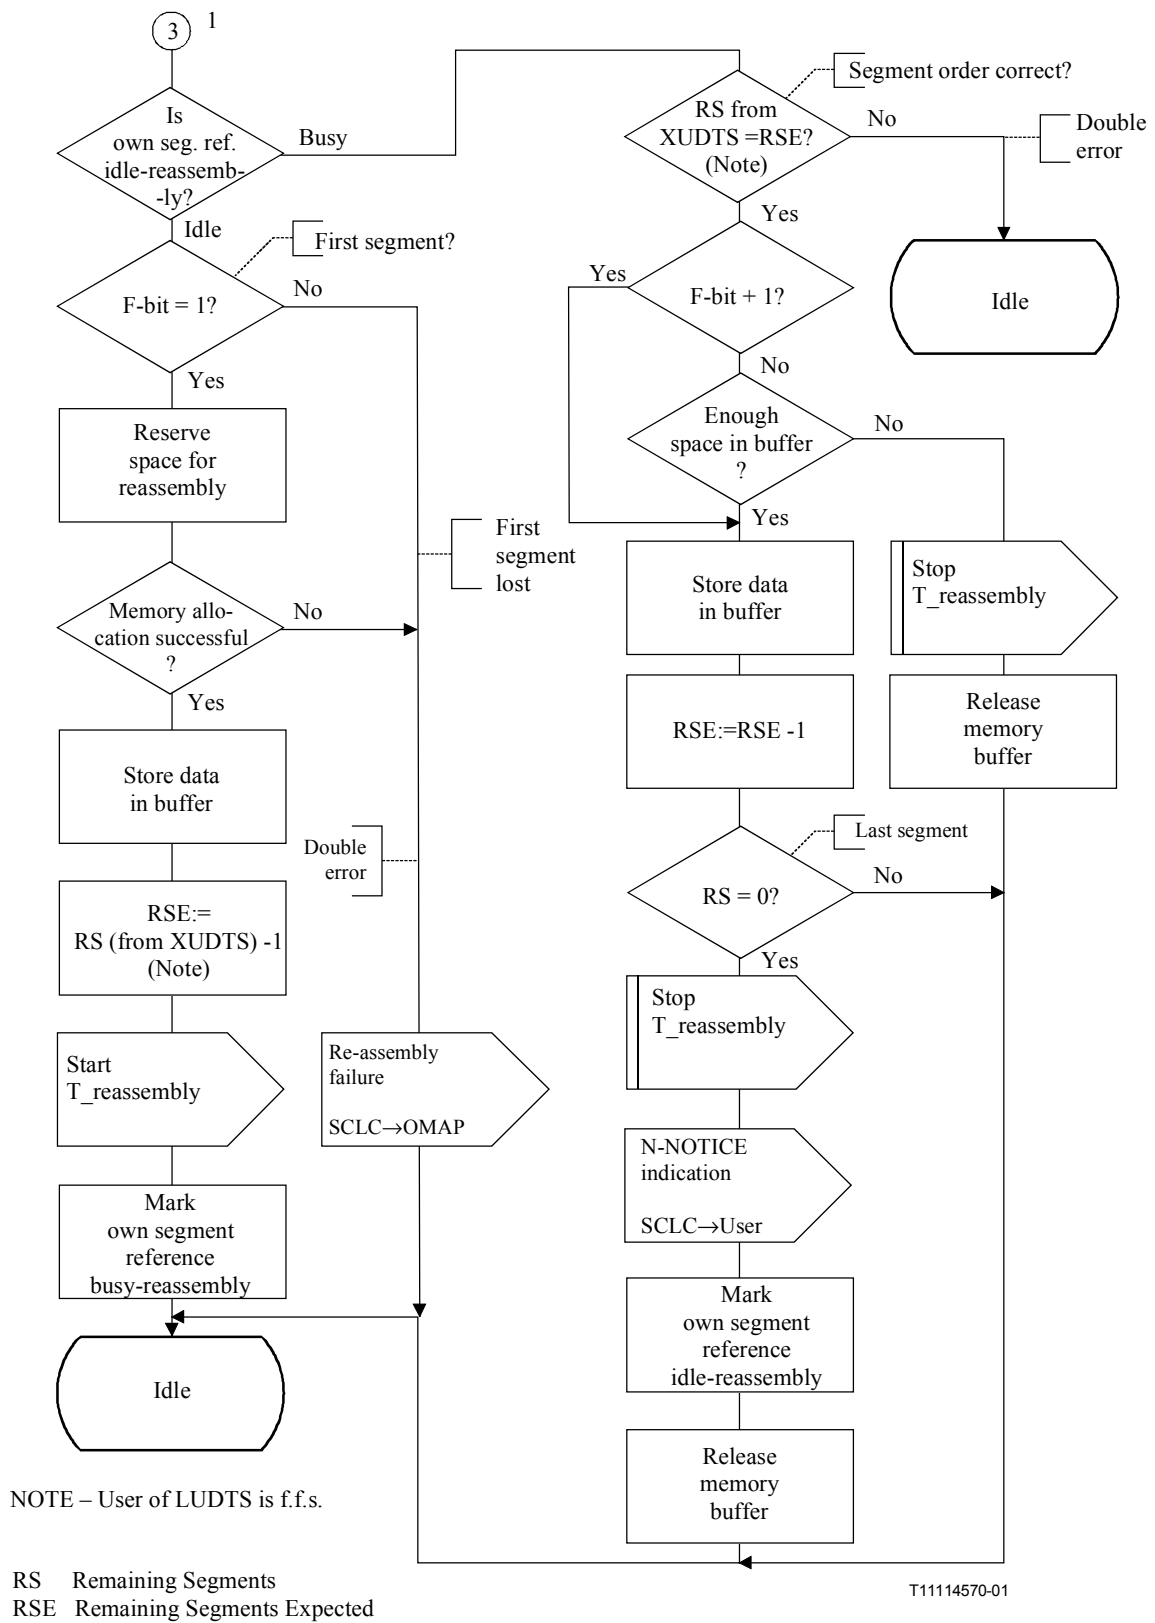 3
1
Is
own seg. ref.
idle-reassemb-
-ly?
Busy
Idle
First segment?
F-bit = 1?
No
Yes
Reserve
space for
reassembly
First
segment
lost
Memory allo-
cation successful
?
No
Yes
Store data
in buffer
Double
error
RSE:=
RS (from XUDTS) -1
(Note)
Start
T_reassembly
Re-assembly
failure
SCLC→OMAP
Mark
own segment
reference
busy-reassembly
Idle
Segment order correct?
RS from
XUDTS =RSE?
(Note)
No
Double
error
Yes
Idle
Yes
F-bit + 1?
No
Enough
space in buffer
?
No
Yes
Store data
in buffer
Stop
T_reassembly
RSE:=RSE -1
Release
memory
buffer
Last segment
RS = 0?
No
Yes
Stop
T_reassembly
N-NOTICE
indication
SCLC→User
Mark
own segment
reference
idle-reassembly
Release
memory
buffer
NOTE – User of LUDTS is f.f.s.
RS Remaining Segments
RSE Remaining Segments Expected
T11114570-01